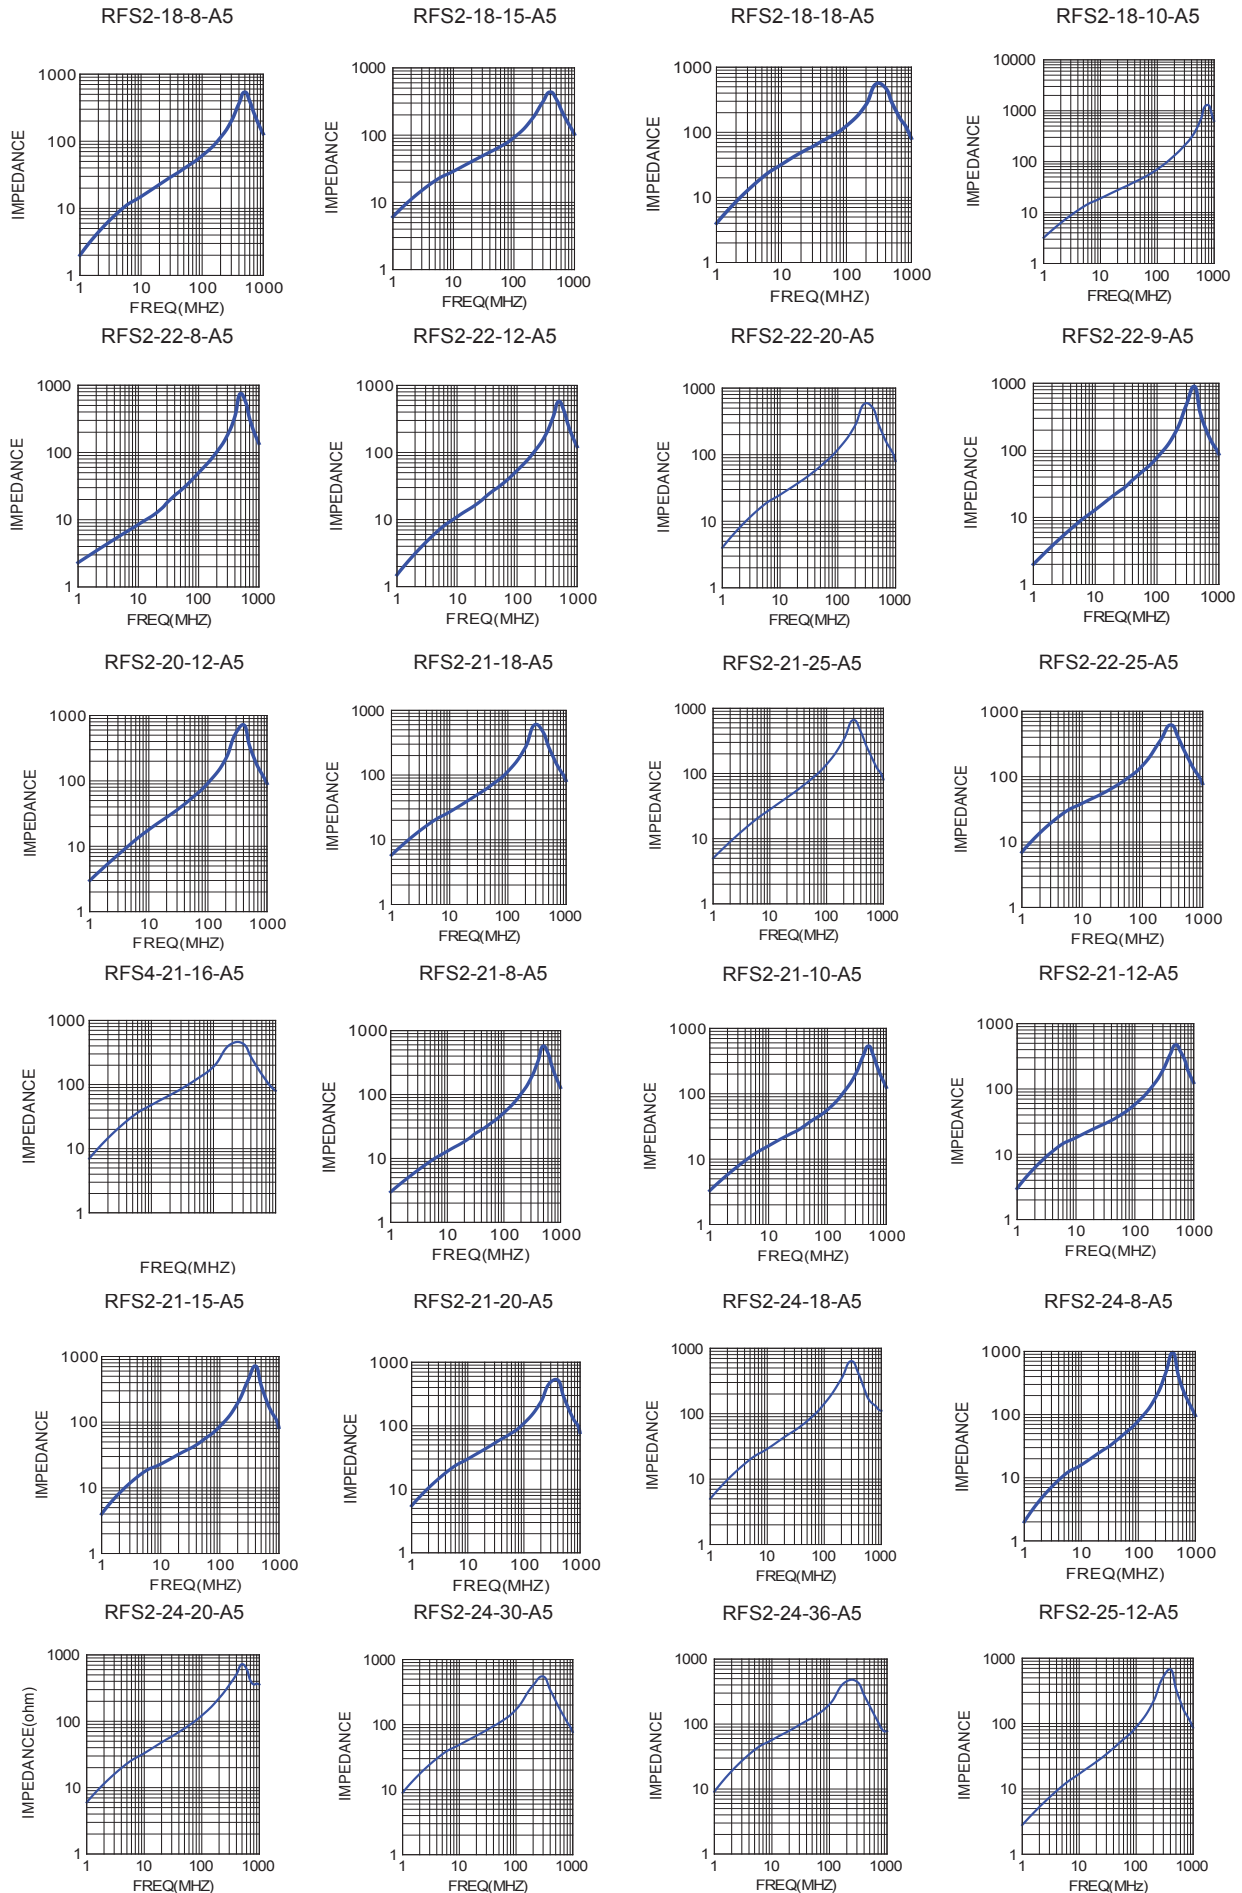 RFS2-18-8-A5
RFS2-18-15-A5
RFS2-18-18-A5
RFS2-18-10-A5
IMPEDANCE
1000
100
10
1
1 10 100 1000
FREQ(MHZ)
IMPEDANCE
1000
100
10
1
1 10 100 1000
FREQ(MHZ)
IMPEDANCE
1000
100
10
1
1 10 100 1000
FREQ(MHZ)
IMPEDANCE
10000
1000
100
10
1
1 10 100 1000
FREQ(MHZ)
RFS2-22-8-A5
RFS2-22-12-A5
RFS2-22-20-A5
RFS2-22-9-A5
IMPEDANCE
1000
100
10
1
1 10 100 1000
FREQ(MHZ)
IMPEDANCE
1000
100
10
1
1 10 100 1000
FREQ(MHZ)
IMPEDANCE
1000
100
10
1
1 10 100 1000
FREQ(MHZ)
IMPEDANCE
1000
100
10
1
1 10 100 1000
FREQ(MHZ)
RFS2-20-12-A5
RFS2-21-18-A5
RFS2-21-25-A5
RFS2-22-25-A5
IMPEDANCE
1000
100
10
1
1 10 100 1000
FREQ(MHZ)
IMPEDANCE
1000
100
10
1
1 10 100 1000
FREQ(MHZ)
IMPEDANCE
1000
100
10
1
1 10 100 1000
FREQ(MHZ)
IMPEDANCE
1000
100
10
1
1 10 100 1000
FREQ(MHZ)
RFS4-21-16-A5
RFS2-21-8-A5
RFS2-21-10-A5
RFS2-21-12-A5
IMPEDANCE
1000
100
10
1
FREQ(MHZ)
IMPEDANCE
1000
100
10
1
1 10 100 1000
FREQ(MHZ)
IMPEDANCE
1000
100
10
1
1 10 100 1000
FREQ(MHZ)
IMPEDANCE
1000
100
10
1
1 10 100 1000
FREQ(MHZ)
RFS2-21-15-A5
RFS2-21-20-A5
RFS2-24-18-A5
RFS2-24-8-A5
IMPEDANCE
1000
100
10
1
1 10 100 1000
FREQ(MHZ)
IMPEDANCE
1000
100
10
1
1 10 100 1000
FREQ(MHZ)
IMPEDANCE
1000
100
10
1
1 10 100 1000
FREQ(MHZ)
IMPEDANCE
1000
100
10
1
1 10 100 1000
FREQ(MHZ)
RFS2-24-20-A5
RFS2-24-30-A5
RFS2-24-36-A5
RFS2-25-12-A5
IMPEDANCE(ohm)
1000
100
10
1
1 10 100 1000
FREQ(MHZ)
IMPEDANCE
1000
100
10
1
1 10 100 1000
FREQ(MHZ)
IMPEDANCE
1000
100
10
1
1 10 100 1000
FREQ(MHZ)
IMPEDANCE
1000
100
10
1
1 10 100 1000
FREQ(MHz)